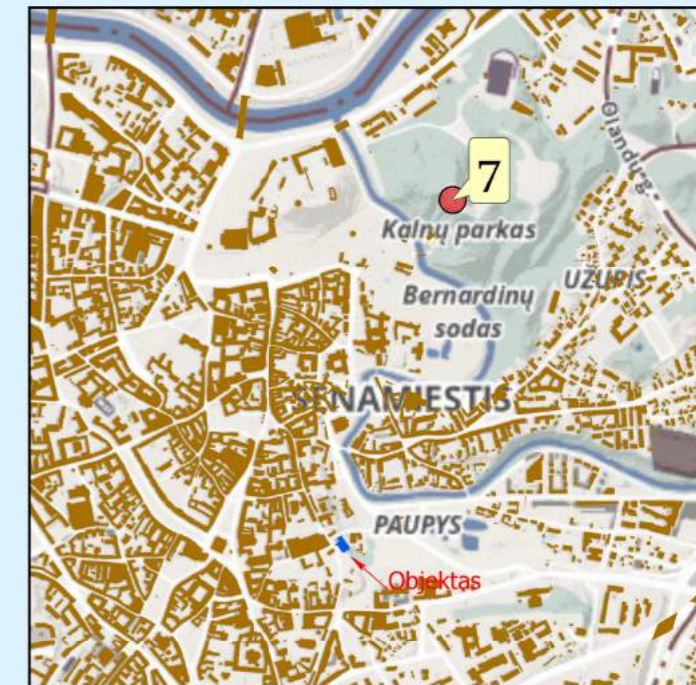 Olandų g.
7
Kalnų parkas
UŽUPIS
Bernardinų
sodas
SENAMIESTIS
PAUPYS
Objektas